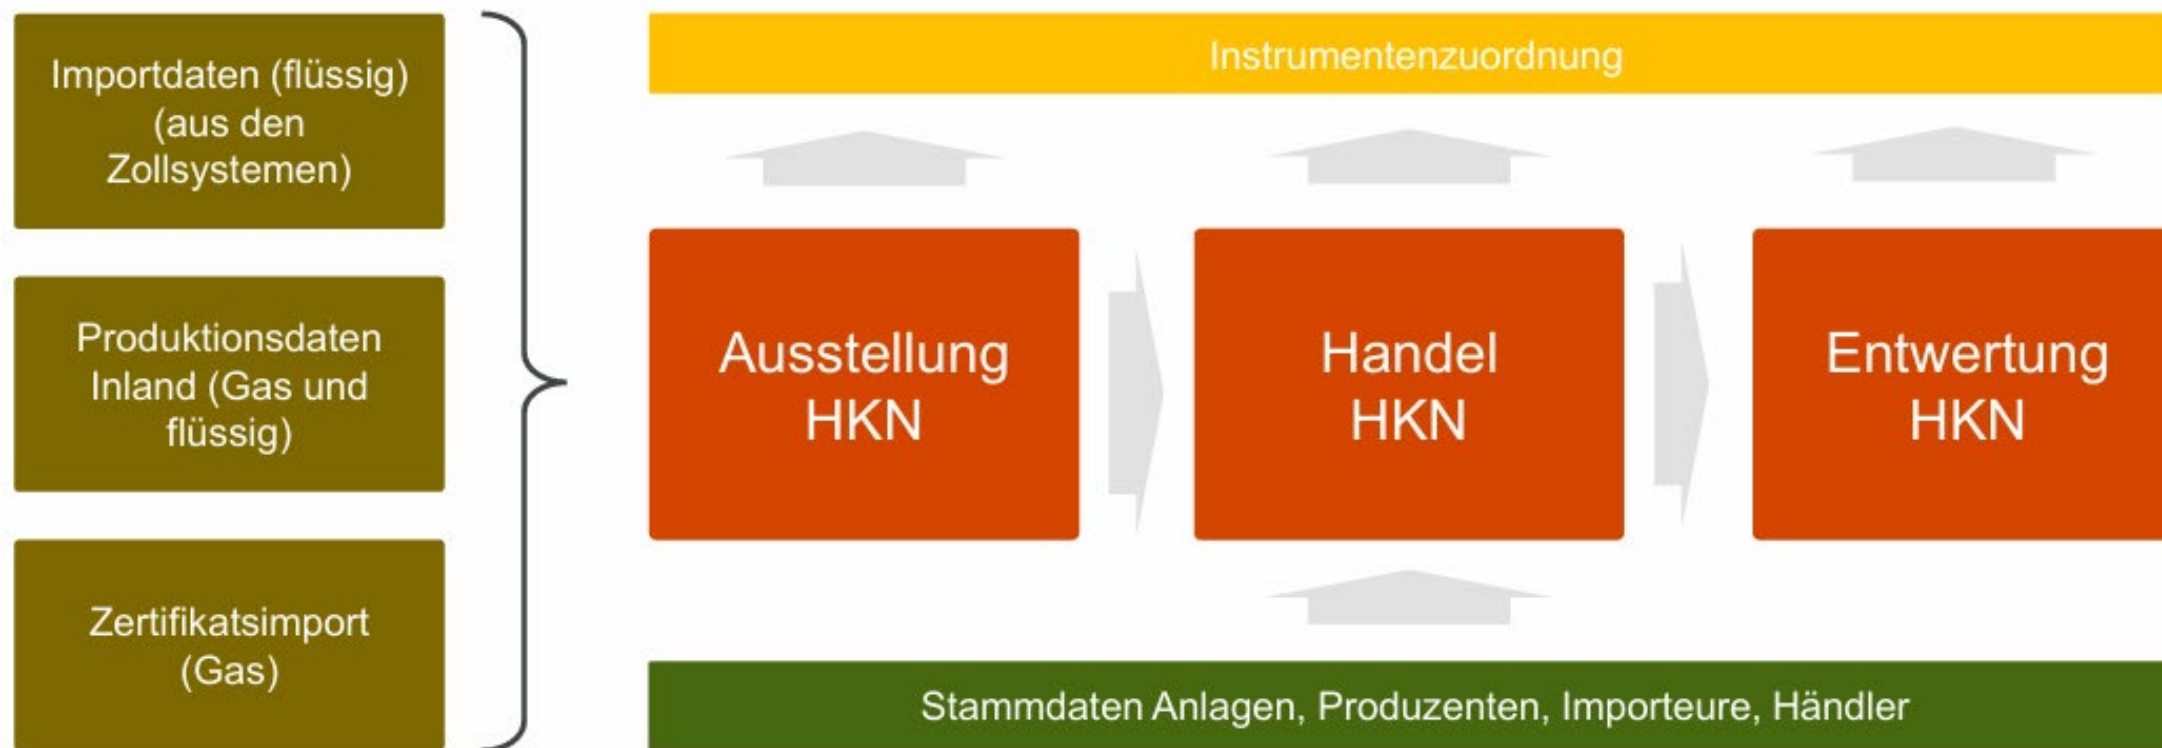 Importdaten (flüssig)
(aus den
Zollsystemen)
Produktionsdaten
Inland (Gas und
flüssig)
Zertifikatsimport
(Gas)
Instrumentenzuordnung
Ausstellung
HKN
Handel
HKN
Entwertung
HKN
Stammdaten Anlagen, Produzenten, Importeure, Händler